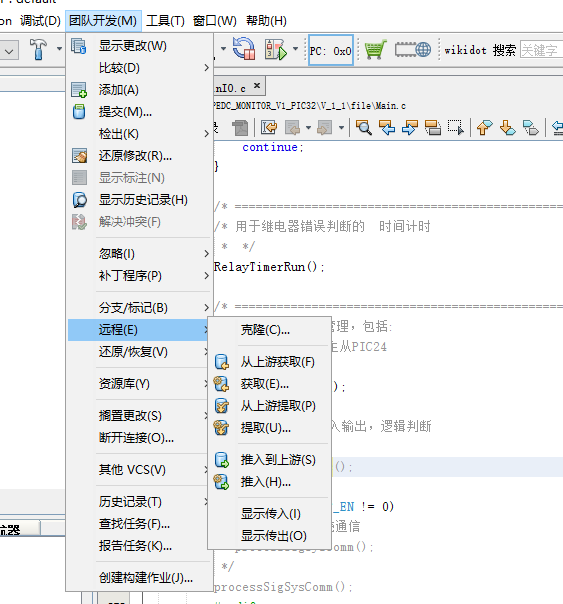 : default
on 调试(D) 团队开发(M) 工具(T) 窗口(W) 帮助(H)
PC: 0x0 wikidot 搜索 关键字
显示更改(W)
比较(D)
添加(A)
提交(M)...
检出(K)
还原修改(R)...
显示标注(N)
显示历史记录(H)
解决冲突(F)
忽略(I)
补丁程序(P)
分支/标记(B)
远程(E)
还原/恢复(V)
资源库(Y)
搁置更改(S)
断开连接(O)...
其他 VCS(V)
历史记录(T)
查找任务(F)...
报告任务(K)...
创建构建作业(J)...
克隆(C)...
从上游获取(F)
获取(E)...
从上游提取(P)
提取(U)...
推入到上游(S)
推入(H)...
显示传入(I)
显示传出(O)
nIO.c
PEDC_MONITOR_V1_PIC32\V_1_1\file\Main.c
continue;
}
/* ====================================
/* 用于继电器错误判断的 时间计时
* */
RelayTimerRun();
/* ====================================
管理，包括:
主从PIC24
);
入输出，逻辑判断
();
_EN != 0)
通信
();
*/
processSigSysComm();
航器